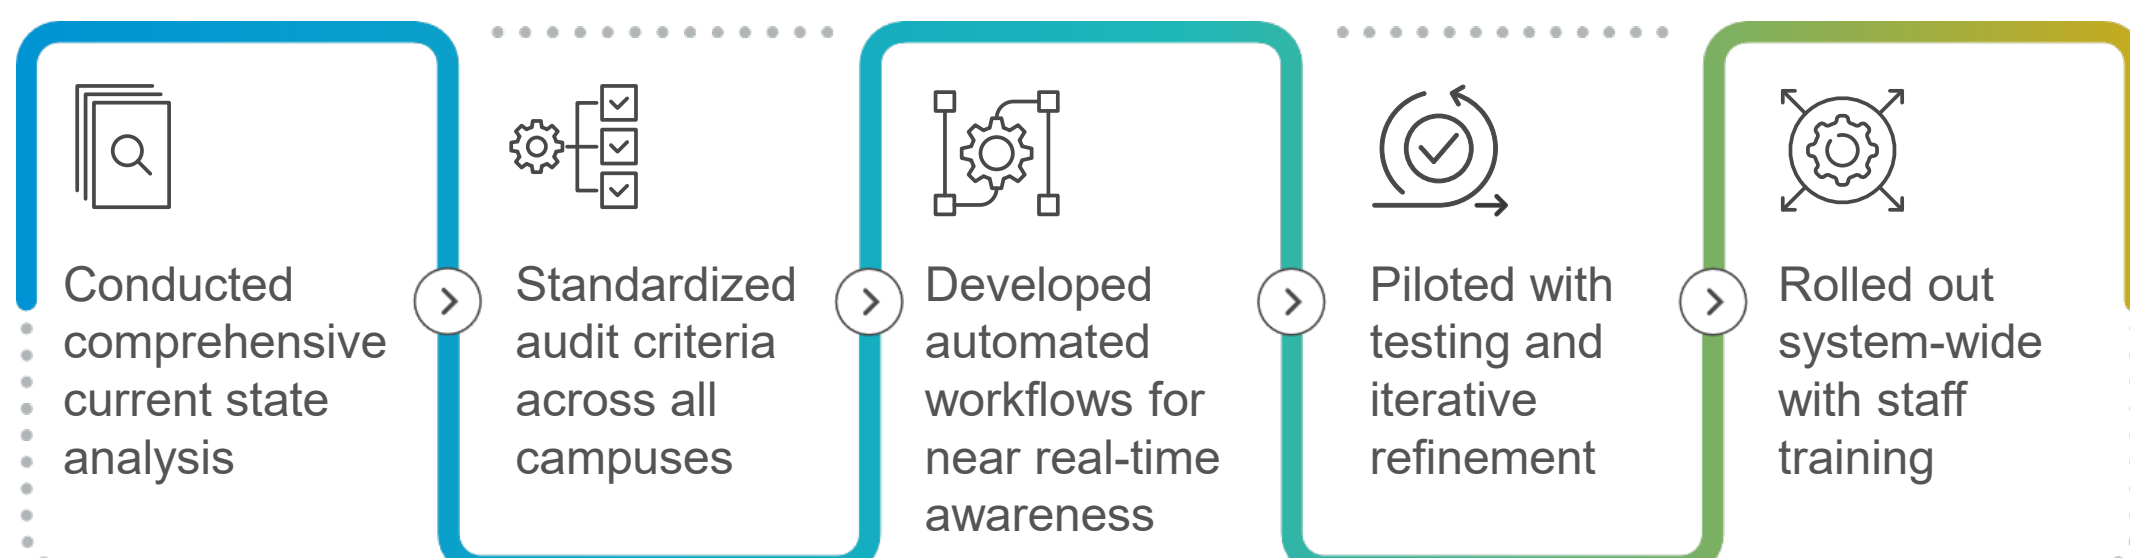 Conducted
comprehensive
current state
analysis
Standardized
audit criteria
across all
campuses
Developed
automated
workflows for
near real-time
awareness
Piloted with
testing and
iterative
refinement
Rolled out
system-wide
with staff
training